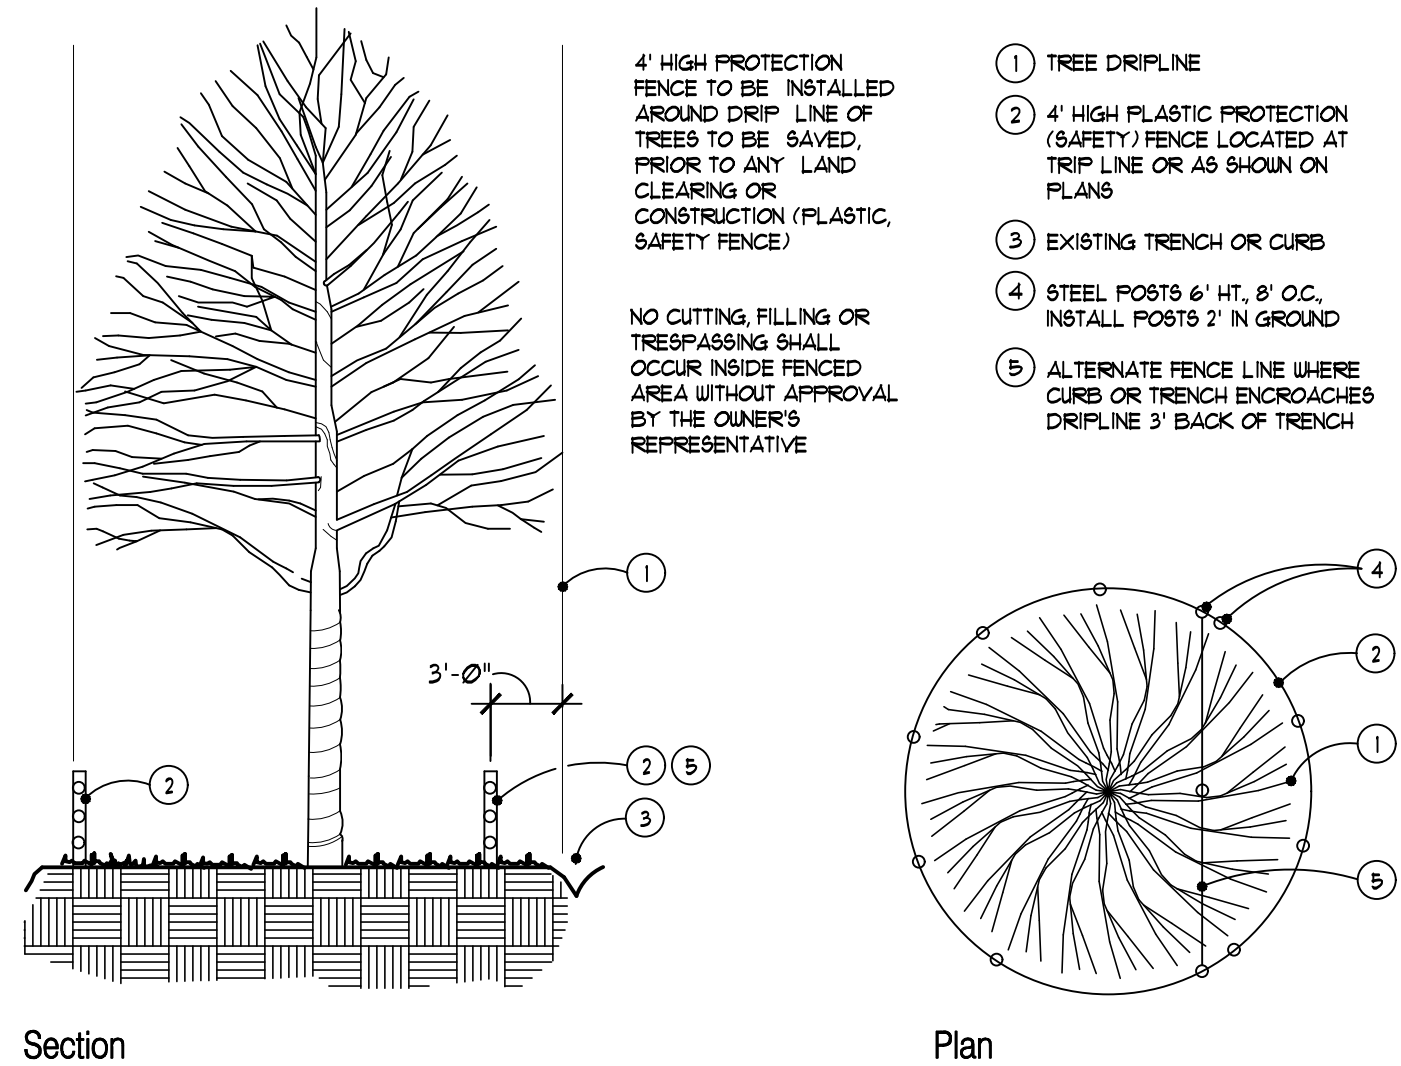 4' HIGH PROTECTION
FENCE TO BE INSTALLED
AROUND DRIP LINE OF
TREES TO BE SAVED,
PRIOR TO ANY LAND
CLEARING OR
CONSTRUCTION (PLASTIC,
SAFETY FENCE)
NO CUTTING, FILLING OR
TRESPASSING SHALL
OCCUR INSIDE FENCED
AREA WITHOUT APPROVAL
BY THE OWNER'S
REPRESENTATIVE
1 TREE DRIPLINE
2 4' HIGH PLASTIC PROTECTION
(SAFETY) FENCE LOCATED AT
TRIP LINE OR AS SHOWN ON
PLANS
3 EXISTING TRENCH OR CURB
4 STEEL POSTS 6' HT., 8' O.C.,
INSTALL POSTS 2' IN GROUND
5 ALTERNATE FENCE LINE WHERE
CURB OR TRENCH ENCROACHES
DRIPLINE 3' BACK OF TRENCH
1
3'-0"
2
2 5
3
4
2
1
5
Section
Plan